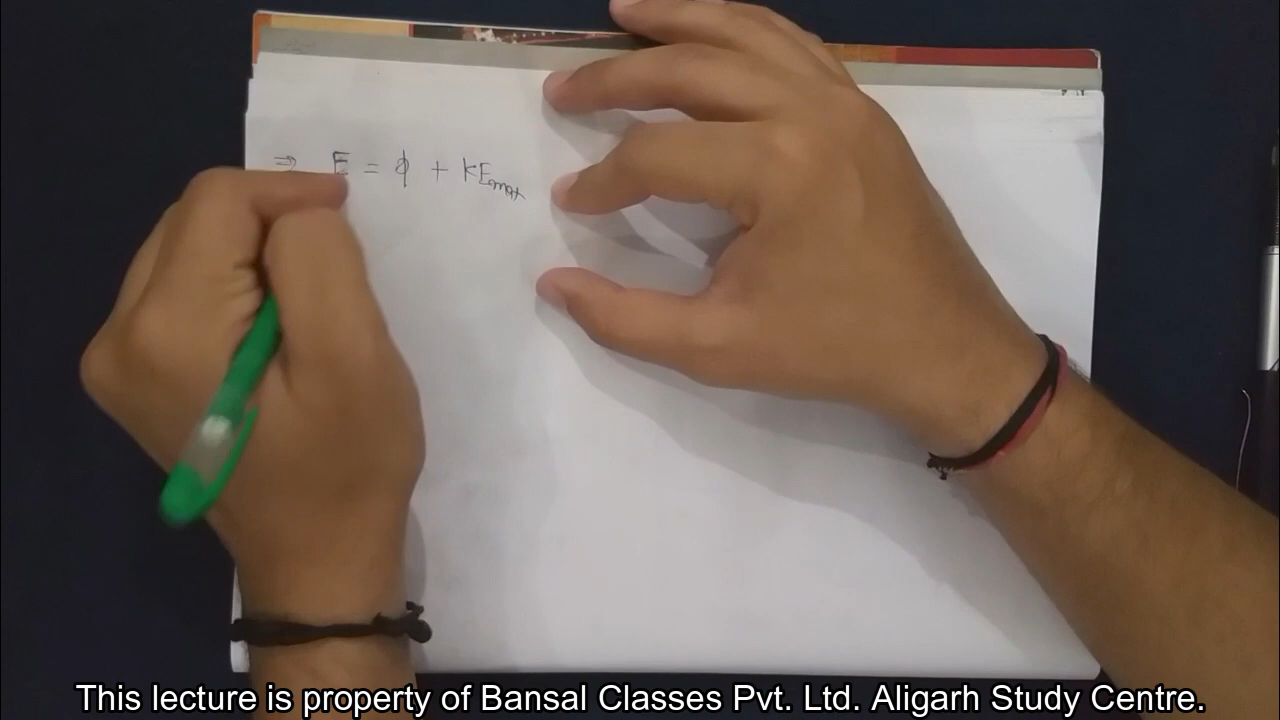 ⇒ E = φ + KEmax
This lecture is property of Bansal Classes Pvt. Ltd. Aligarh Study Centre.